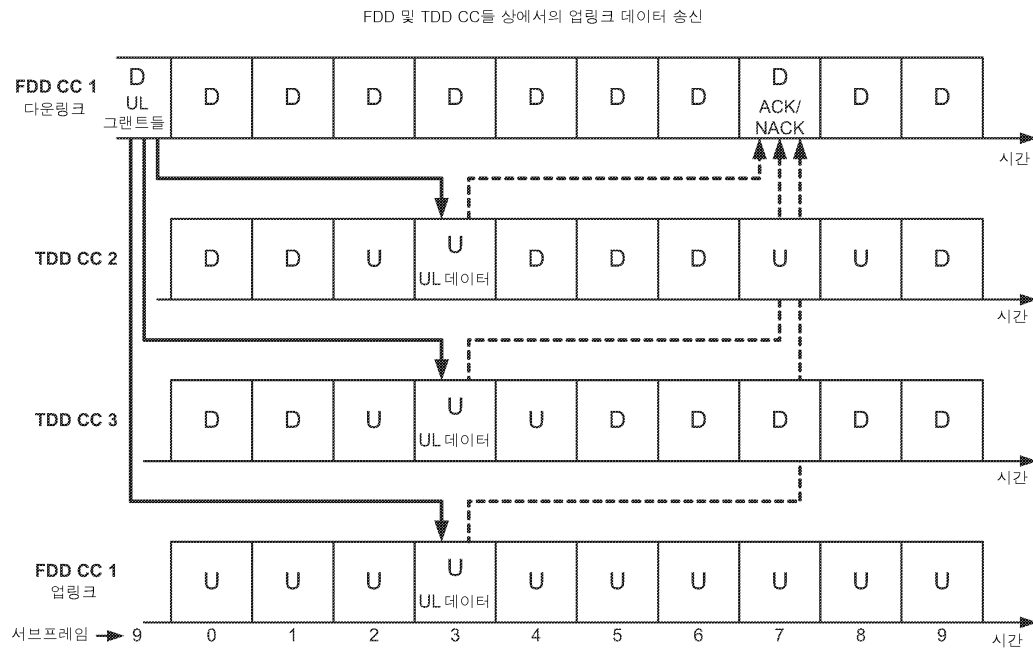 FDD 및 TDD CC들 상에서의 업링크 데이터 송신
FDD CC 1
다운링크
D
UL
그랜트들
D D D D D D D D D D
ACK/
NACK
시간
TDD CC 2
D D U U D D D U U D
UL 데이터
시간
TDD CC 3
D D U U U D D D D D
UL 데이터
시간
FDD CC 1
업링크
U U U U U U U U U U
UL 데이터
서브프레임 9 0 1 2 3 4 5 6 7 8 9
시간